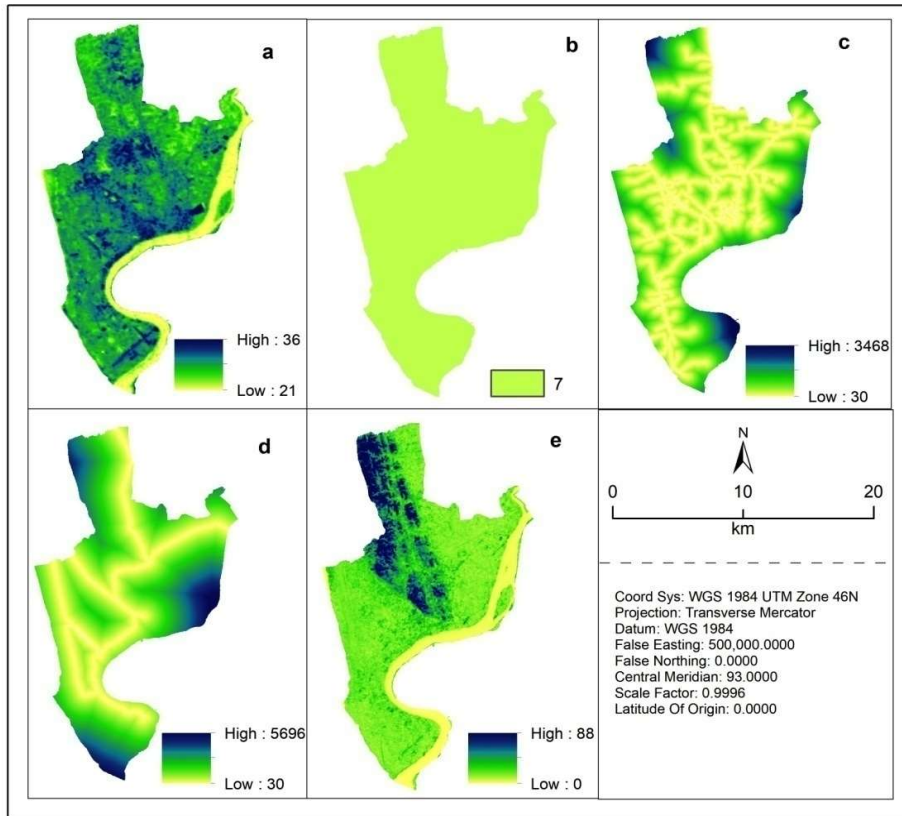 a
High : 36
Low : 21
b
7
c
High : 3468
Low : 30
d
High : 5696
Low : 30
e
High : 88
Low : 0
N
0 10 20
km
Coord Sys: WGS 1984 UTM Zone 46N
Projection: Transverse Mercator
Datum: WGS 1984
False Easting: 500,000.0000
False Northing: 0.0000
Central Meridian: 93.0000
Scale Factor: 0.9996
Latitude Of Origin: 0.0000